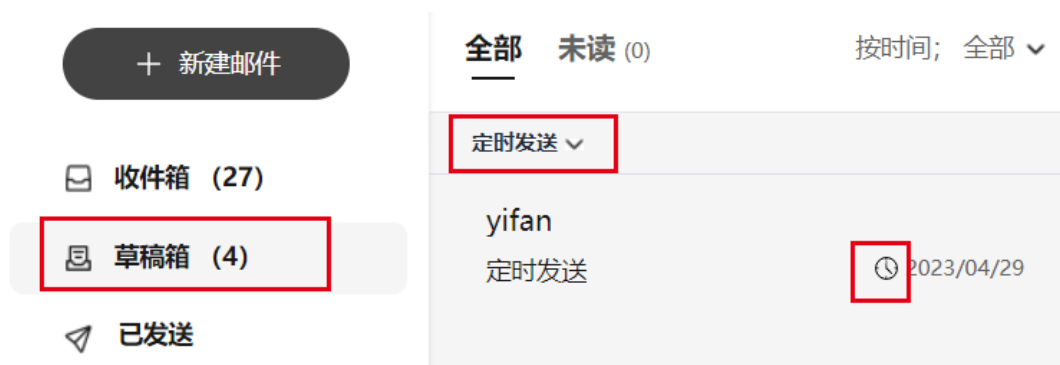 ＋ 新建邮件
收件箱 （27）
草稿箱 （4）
已发送
全部 未读 (0)
按时间； 全部
定时发送
yifan
定时发送
2023/04/29